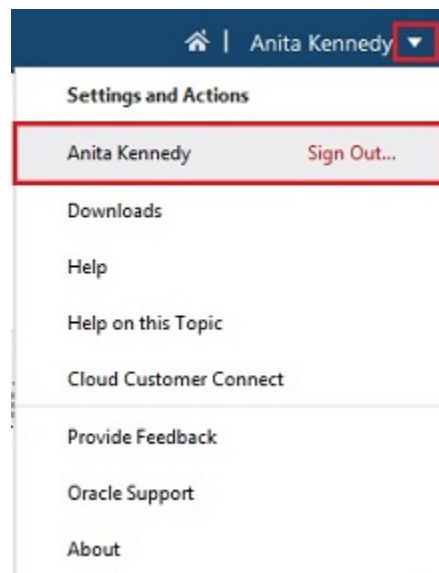 Anita Kennedy
Settings and Actions
Anita Kennedy Sign Out...
Downloads
Help
Help on this Topic
Cloud Customer Connect
Provide Feedback
Oracle Support
About